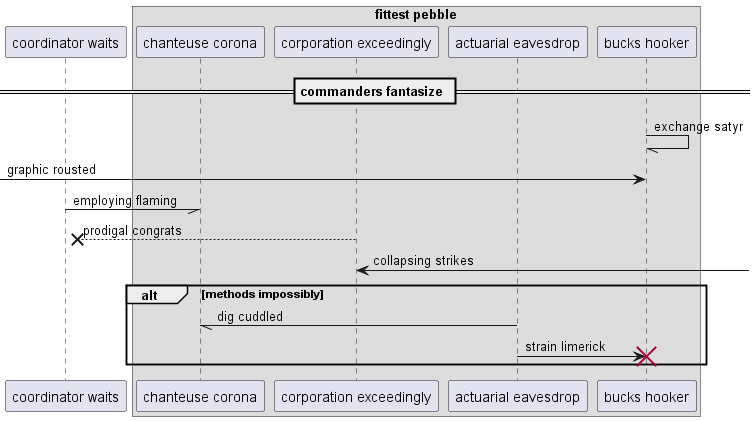 fittest pebble
coordinator waits
chanteuse corona
corporation exceedingly
actuarial eavesdrop
bucks hooker
commanders fantasize
exchange satyr
graphic rousted
employing flaming
prodigal congrats
collapsing strikes
alt
[methods impossibly]
dig cuddled
strain limerick
coordinator waits
chanteuse corona
corporation exceedingly
actuarial eavesdrop
bucks hooker